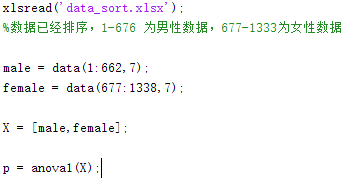 xlsread('data_sort.xlsx');
%数据已经排序，1-676 为男性数据，677-1333为女性数据
male = data(1:662,7);
female = data(677:1338,7);
X = [male,female];
p = anova1(X);